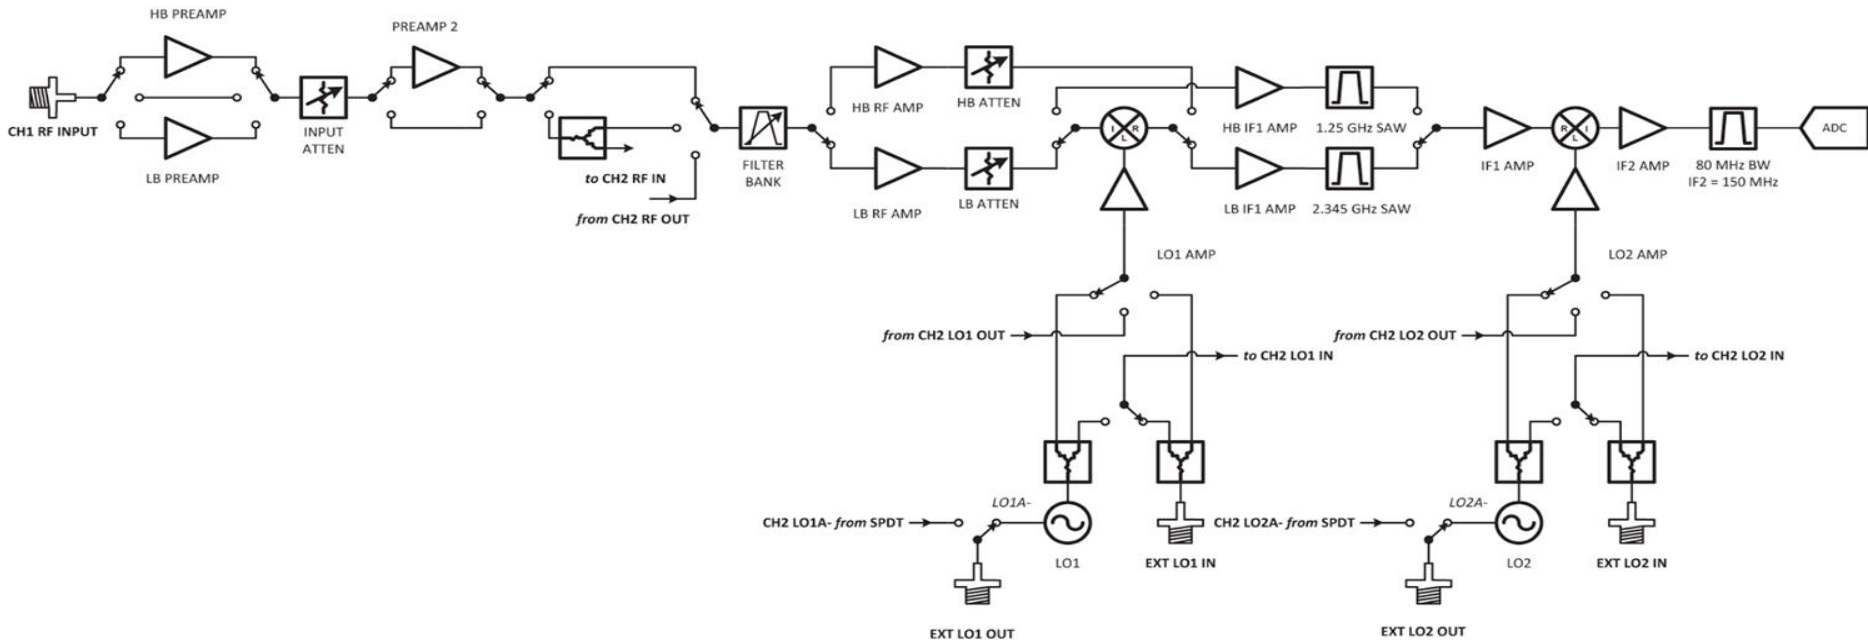 HB PREAMP
PREAMP 2
CH1 RF INPUT
INPUT
ATTEN
LB PREAMP
to CH2 RF IN
from CH2 RF OUT
FILTER
BANK
HB RF AMP
HB ATTEN
LB RF AMP
LB ATTEN
I
R
L
HB IF1 AMP
1.25 GHz SAW
LB IF1 AMP
2.345 GHz SAW
IF1 AMP
R
I
L
IF2 AMP
80 MHz BW
IF2 = 150 MHz
ADC
LO1 AMP
LO2 AMP
from CH2 LO1 OUT
to CH2 LO1 IN
from CH2 LO2 OUT
to CH2 LO2 IN
LO1A-
CH2 LO1A- from SPDT
LO1
EXT LO1 IN
EXT LO1 OUT
LO2A-
CH2 LO2A- from SPDT
LO2
EXT LO2 IN
EXT LO2 OUT